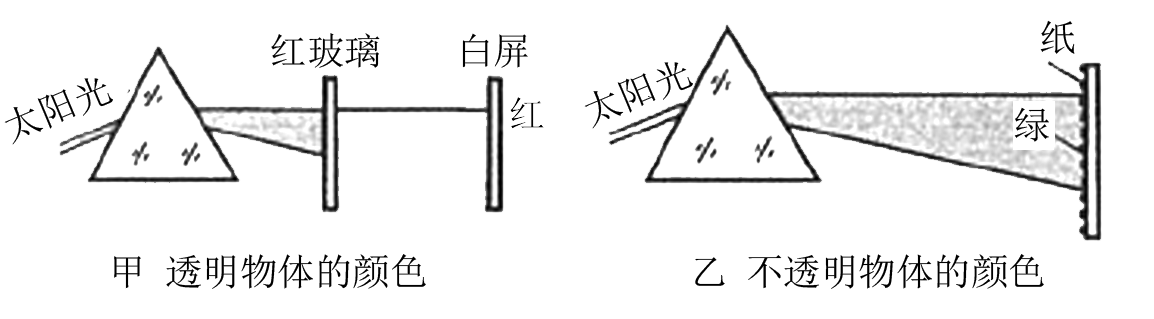 红玻璃
白屏
太阳光
红
甲 透明物体的颜色
纸
太阳光
绿
乙 不透明物体的颜色